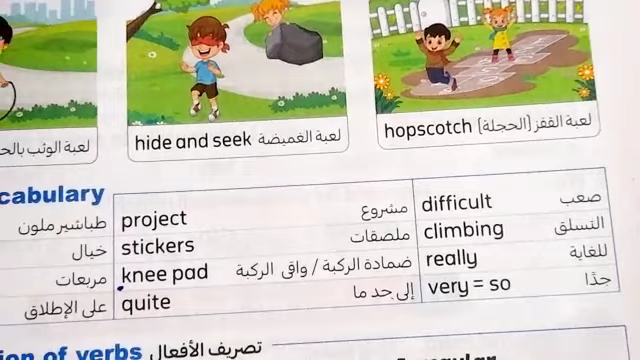 لعبة الوثب بالحـ
hide and seek لعبة الغميضة
hopscotch لعبة القفز [الحجلة]
cabulary
طباشير ملون project مشروع difficult صعب
خيال stickers ملصقات climbing التسلق
مربعات knee pad ضمادة الركبة / واقى الركبة really للغاية
على الإطلاق quite إلى حد ما very = so جدًا
ion of verbs تصريف الأفعال